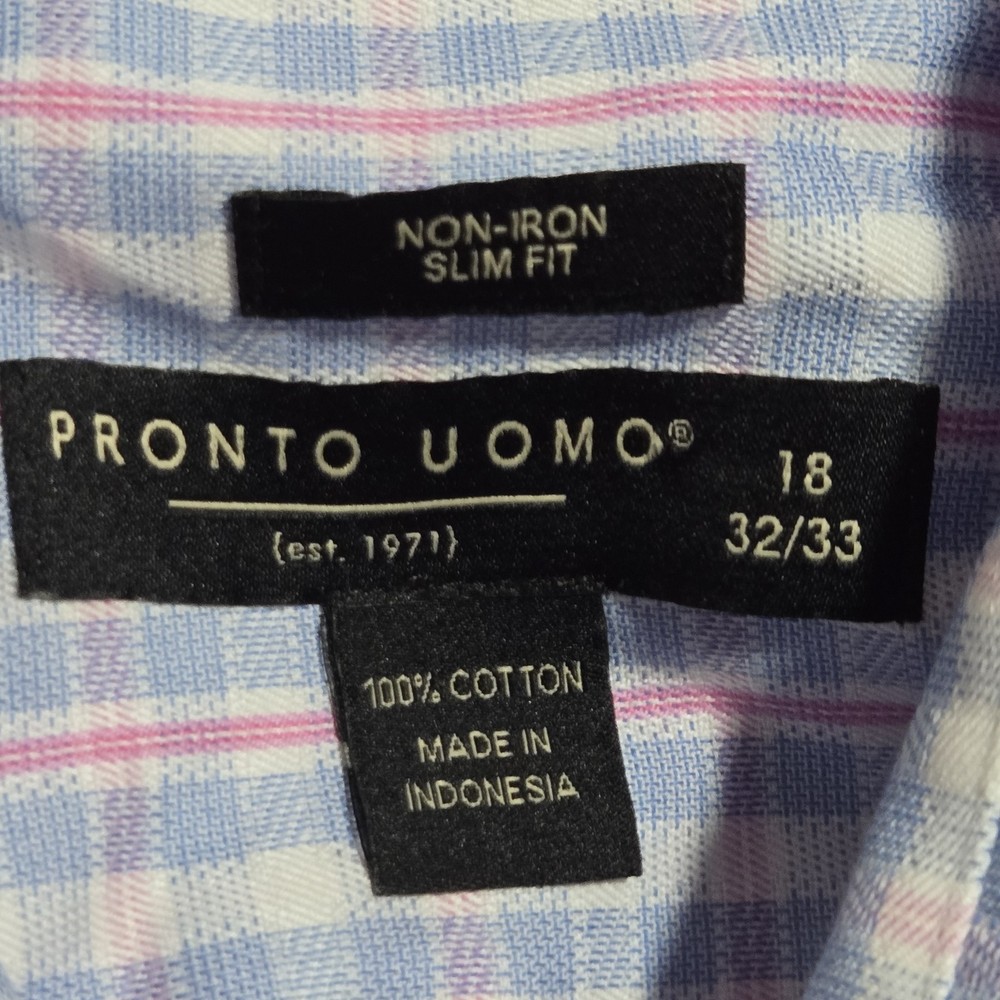 NON-IRON
SLIM FIT
PRONTO UOMO®
{est. 1971}
18
32/33
100% COTTON
MADE IN
INDONESIA